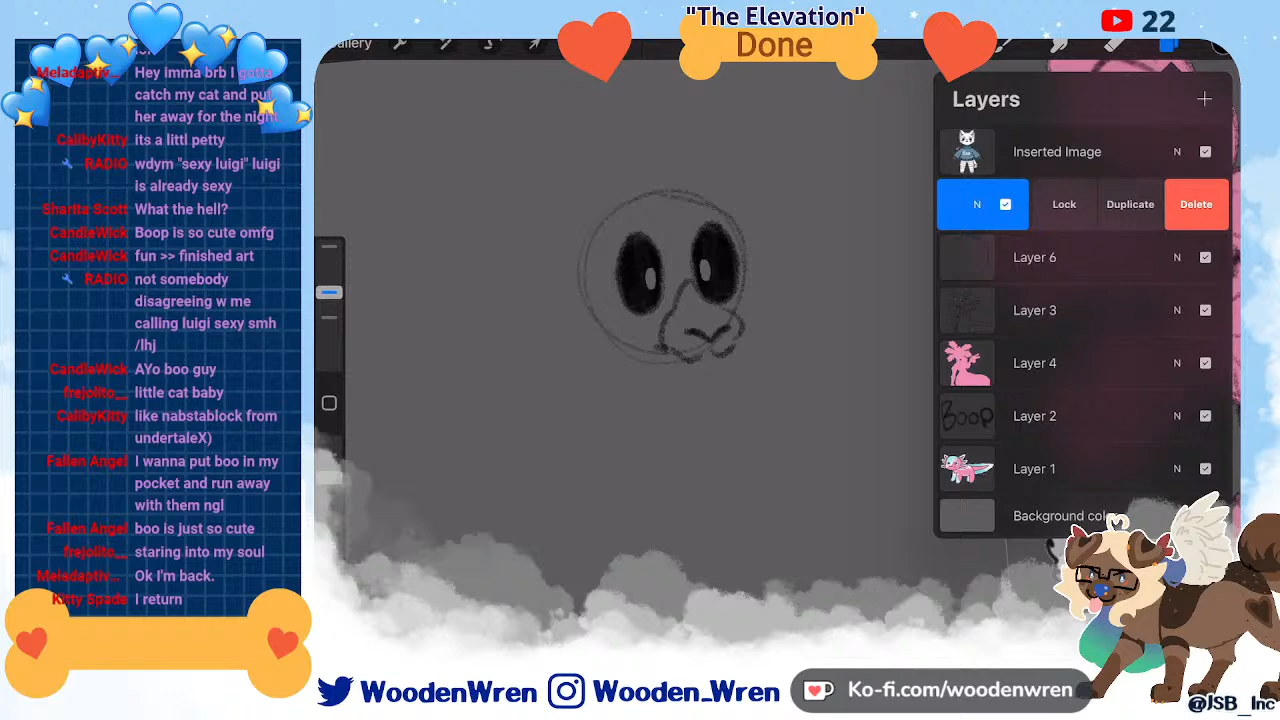 "The Elevation"
Done
22
Gallery
Meladaptiv...
Hey imma brb I gotta
catch my cat and put
her away for the night
CalibyKitty
its a littl petty
RADIO
wdym "sexy luigi" luigi
is already sexy
Sharita Scott
What the hell?
CandleWick
Boop is so cute omfg
CandleWick
fun >> finished art
RADIO
not somebody
disagreeing w me
calling luigi sexy smh
/lhj
CandleWick
AYo boo guy
frejolito__
little cat baby
CalibyKitty
like nabstablock from
undertaleX)
Fallen Angel
I wanna put boo in my
pocket and run away
with them ngl
Fallen Angel
boo is just so cute
frejolito__
staring into my soul
Meladaptiv...
Ok I'm back.
Kitty Spade
I return
Layers
Inserted Image N
N Lock Duplicate Delete
Layer 6 N
Layer 3 N
Layer 4 N
BOOP
Layer 2 N
Layer 1 N
Background col
WoodenWren
Wooden_Wren
Ko-fi.com/woodenwren
@JSB_Inc